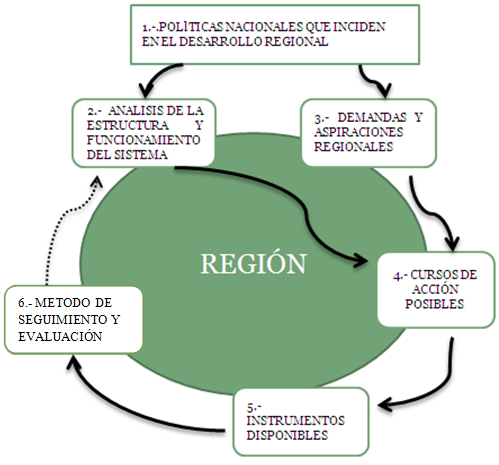 1.-.POLÌTICAS NACIONALES QUE INCIDEN
EN EL DESARROLLO REGIONAL
2.- ANALISIS DE LA
ESTRUCTURA Y
FUNCIONAMIENTO
DEL SISTEMA
3.- DEMANDAS Y
ASPIRACIONES
REGIONALES
REGIÓN
4.- CURSOS DE
ACCIÓN
POSIBLES
6.- METODO DE
SEGUIMIENTO Y
EVALUACIÓN
5.-
INSTRUMENTOS
DISPONIBLES